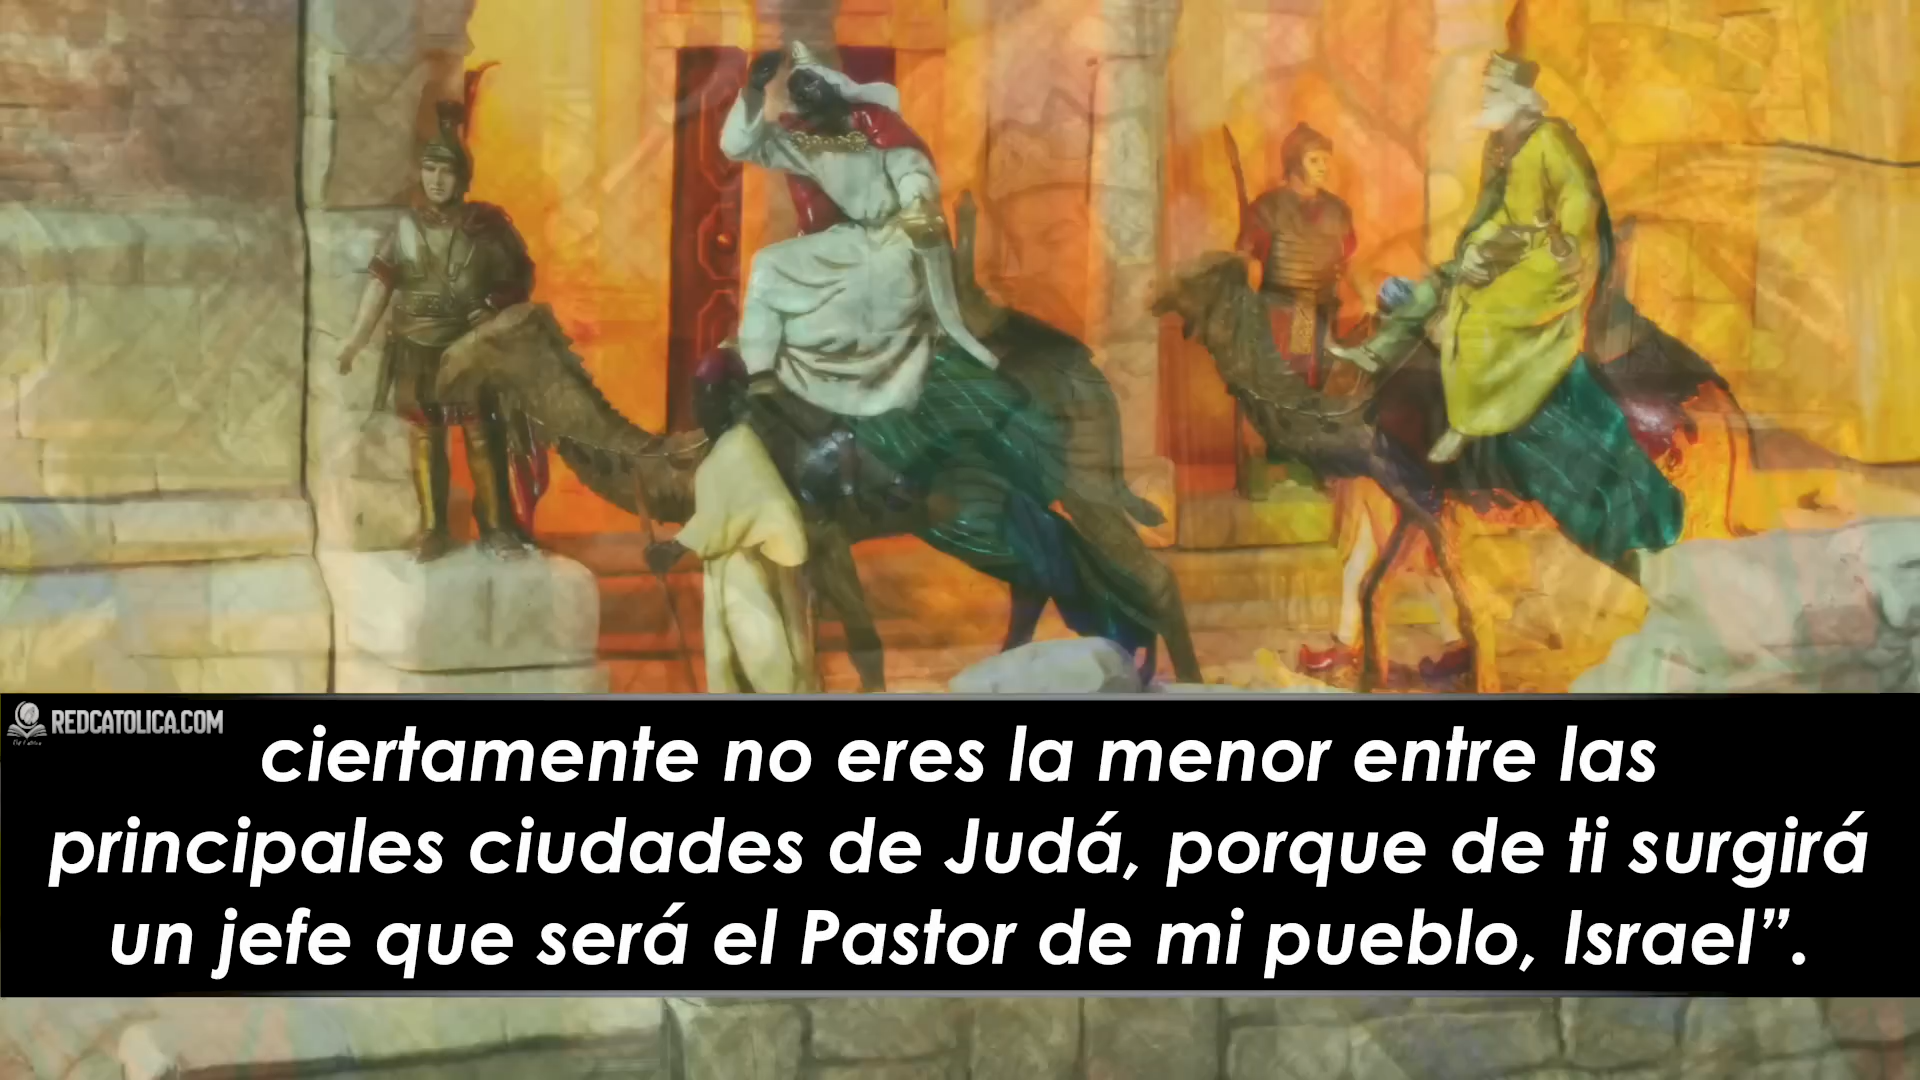 REDCATOLICA.COM
ciertamente no eres la menor entre las
principales ciudades de Judá, porque de ti surgirá
un jefe que será el Pastor de mi pueblo, Israel”.